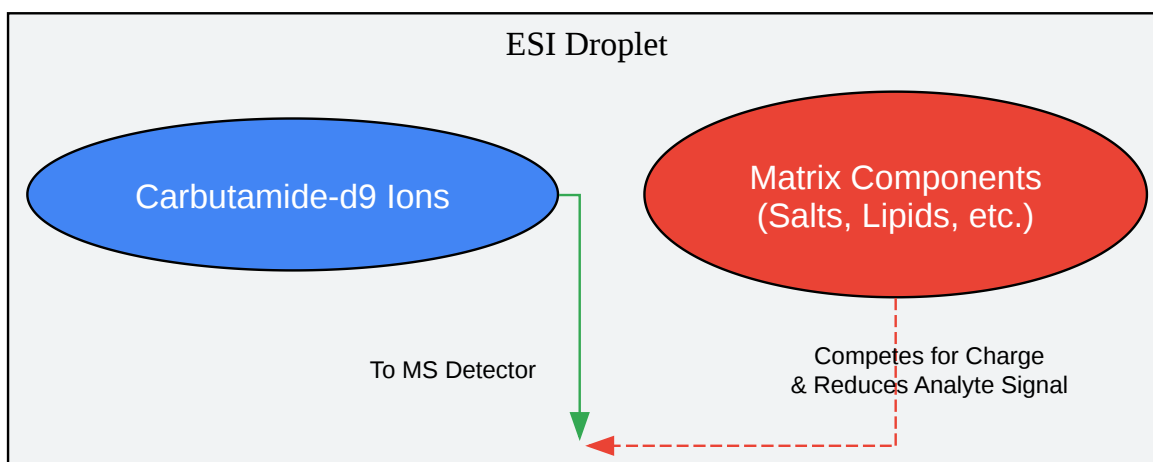 ESI Droplet
Carbutamide-d9 Ions
Matrix Components
(Salts, Lipids, etc.)
To MS Detector
Competes for Charge
& Reduces Analyte Signal